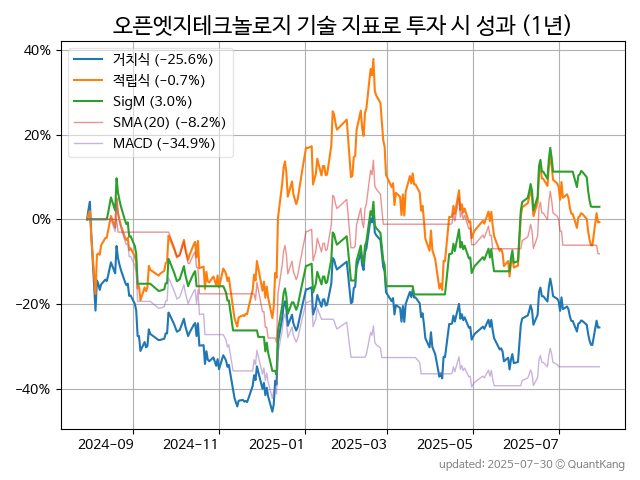 오픈엣지테크놀로지 기술 지표로 투자 시 성과 (1년)
40%
20%
0%
−20%
−40%
거치식 (−25.6%)
적립식 (−0.7%)
SigM (3.0%)
SMA(20) (−8.2%)
MACD (−34.9%)
2024-09
2024-11
2025-01
2025-03
2025-05
2025-07
updated: 2025-07-30 © QuantKang